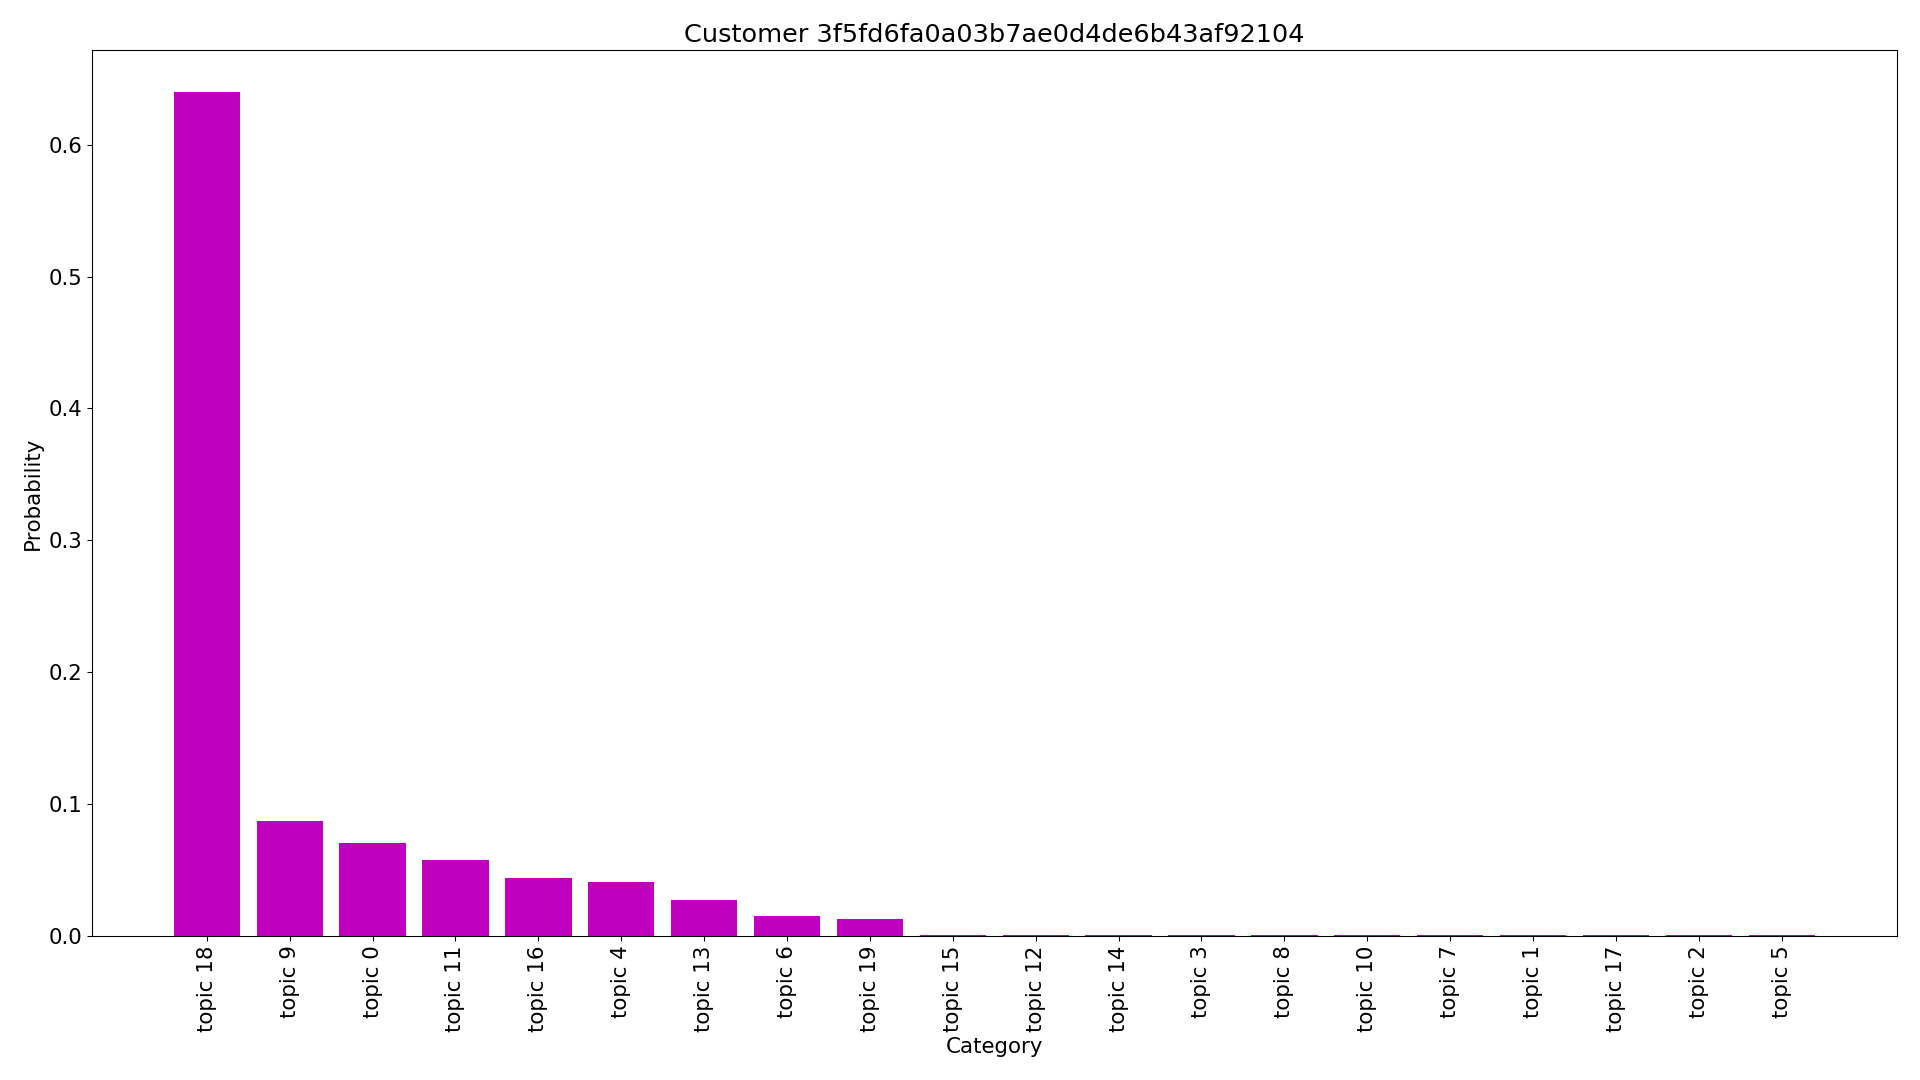 Customer 3f5fd6fa0a03b7ae0d4de6b43af92104
Probability
0.6
0.5
0.4
0.3
0.2
0.1
0.0
topic 18
topic 9
topic 0
topic 11
topic 16
topic 4
topic 13
topic 6
topic 19
topic 15
topic 12
topic 14
topic 3
topic 8
topic 10
topic 7
topic 1
topic 17
topic 2
topic 5
Category